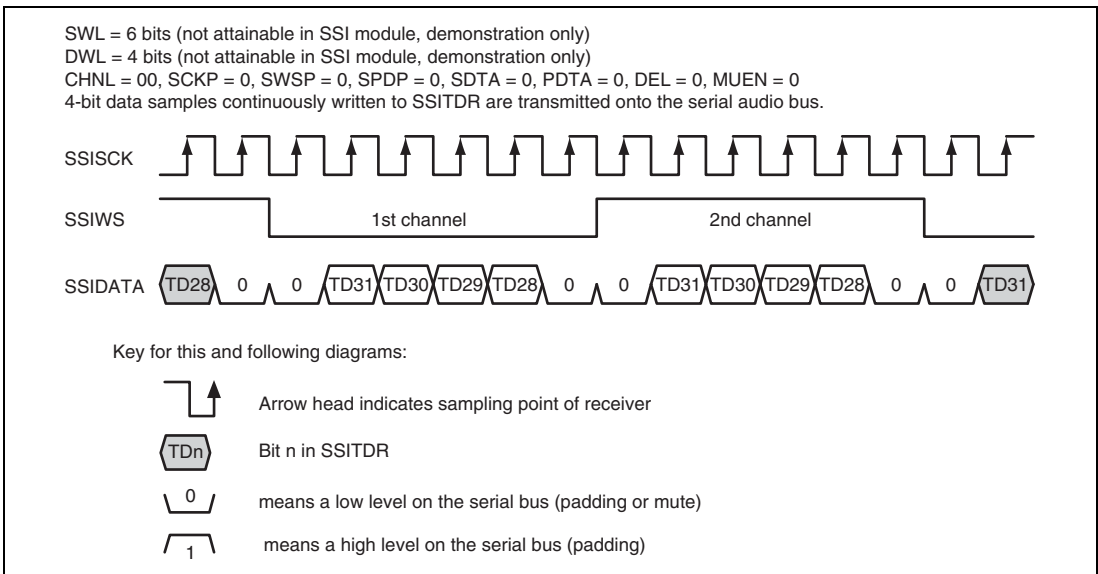 SWL = 6 bits (not attainable in SSI module, demonstration only)
DWL = 4 bits (not attainable in SSI module, demonstration only)
CHNL = 00, SCKP = 0, SWSP = 0, SPDP = 0, SDTA = 0, PDTA = 0, DEL = 0, MUEN = 0
4-bit data samples continuously written to SSITDR are transmitted onto the serial audio bus.
SSISCK
SSIWS 1st channel 2nd channel
SSIDATA TD28 0 0 TD31 TD30 TD29 TD28 0 0 TD31 TD30 TD29 TD28 0 0 TD31
Key for this and following diagrams:
Arrow head indicates sampling point of receiver
TDn Bit n in SSITDR
0 means a low level on the serial bus (padding or mute)
1 means a high level on the serial bus (padding)